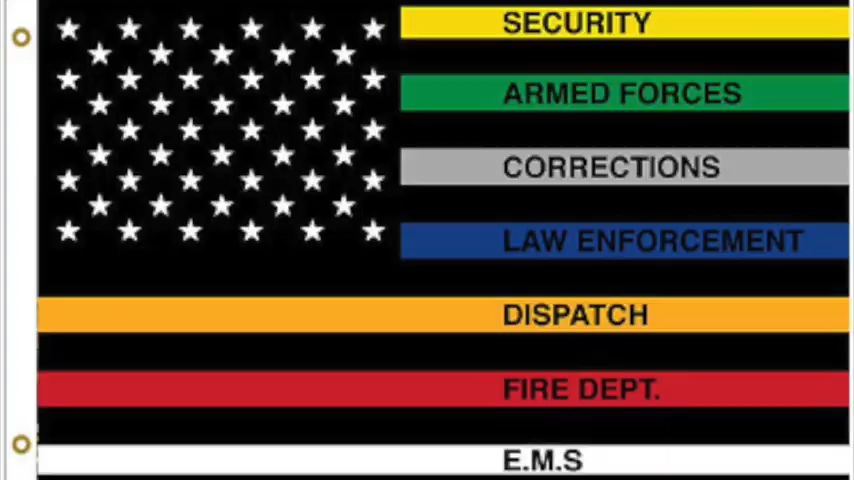 SECURITY
ARMED FORCES
CORRECTIONS
LAW ENFORCEMENT
DISPATCH
FIRE DEPT.
E.M.S